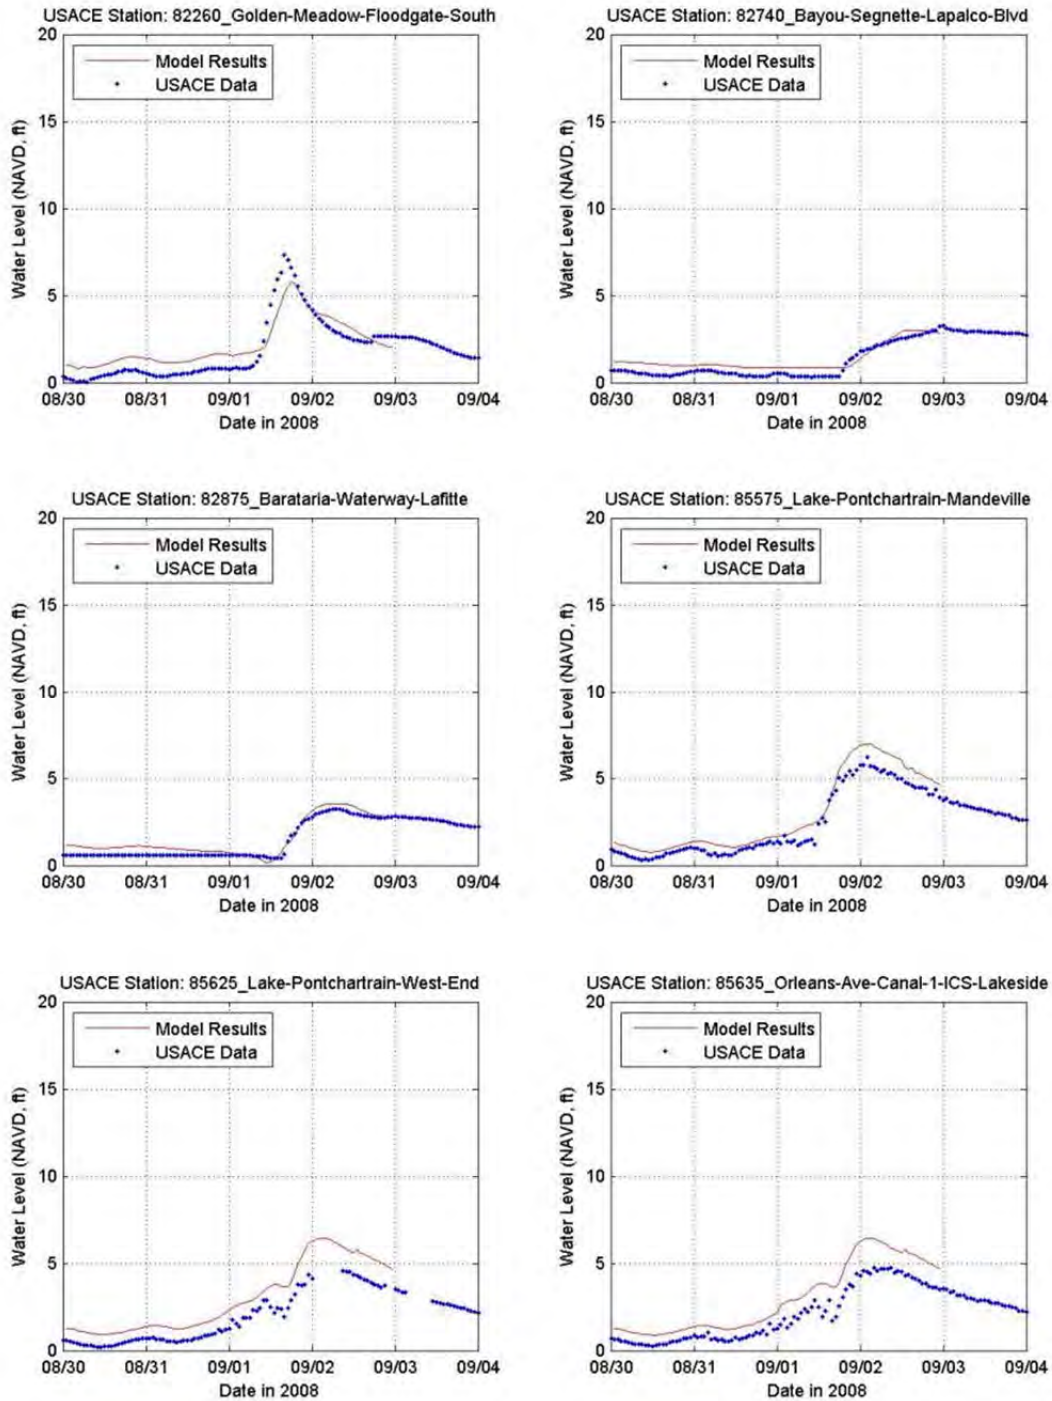 USACE Station: 82260_Golden-Meadow-Floodgate-South
20
15
10
5
0
Water Level (NAVD, ft)
Model Results
USACE Data
08/30 08/31 09/01 09/02 09/03 09/04
Date in 2008
USACE Station: 82740_Bayou-Segnette-Lapalco-Blvd
20
15
10
5
0
Water Level (NAVD, ft)
Model Results
USACE Data
08/30 08/31 09/01 09/02 09/03 09/04
Date in 2008
USACE Station: 82875_Barataria-Waterway-Lafitte
20
15
10
5
0
Water Level (NAVD, ft)
Model Results
USACE Data
08/30 08/31 09/01 09/02 09/03 09/04
Date in 2008
USACE Station: 85575_Lake-Pontchartrain-Mandeville
20
15
10
5
0
Water Level (NAVD, ft)
Model Results
USACE Data
08/30 08/31 09/01 09/02 09/03 09/04
Date in 2008
USACE Station: 85625_Lake-Pontchartrain-West-End
20
15
10
5
0
Water Level (NAVD, ft)
Model Results
USACE Data
08/30 08/31 09/01 09/02 09/03 09/04
Date in 2008
USACE Station: 85635_Orleans-Ave-Canal-1-ICS-Lakeside
20
15
10
5
0
Water Level (NAVD, ft)
Model Results
USACE Data
08/30 08/31 09/01 09/02 09/03 09/04
Date in 2008